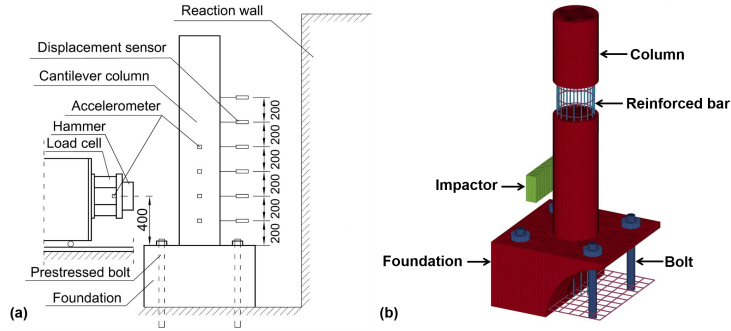 Reaction wall
Displacement sensor
Cantilever column
Accelerometer
Hammer
Load cell
200
200
200
200
200
200
400
Prestressed bolt
Foundation
(a)
Column
Reinforced bar
Impactor
Foundation
Bolt
(b)